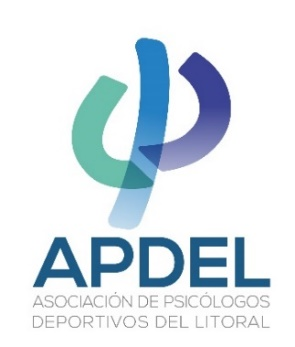 APDEL
ASOCIACIÓN DE PSICÓLOGOS
DEPORTIVOS DEL LITORAL